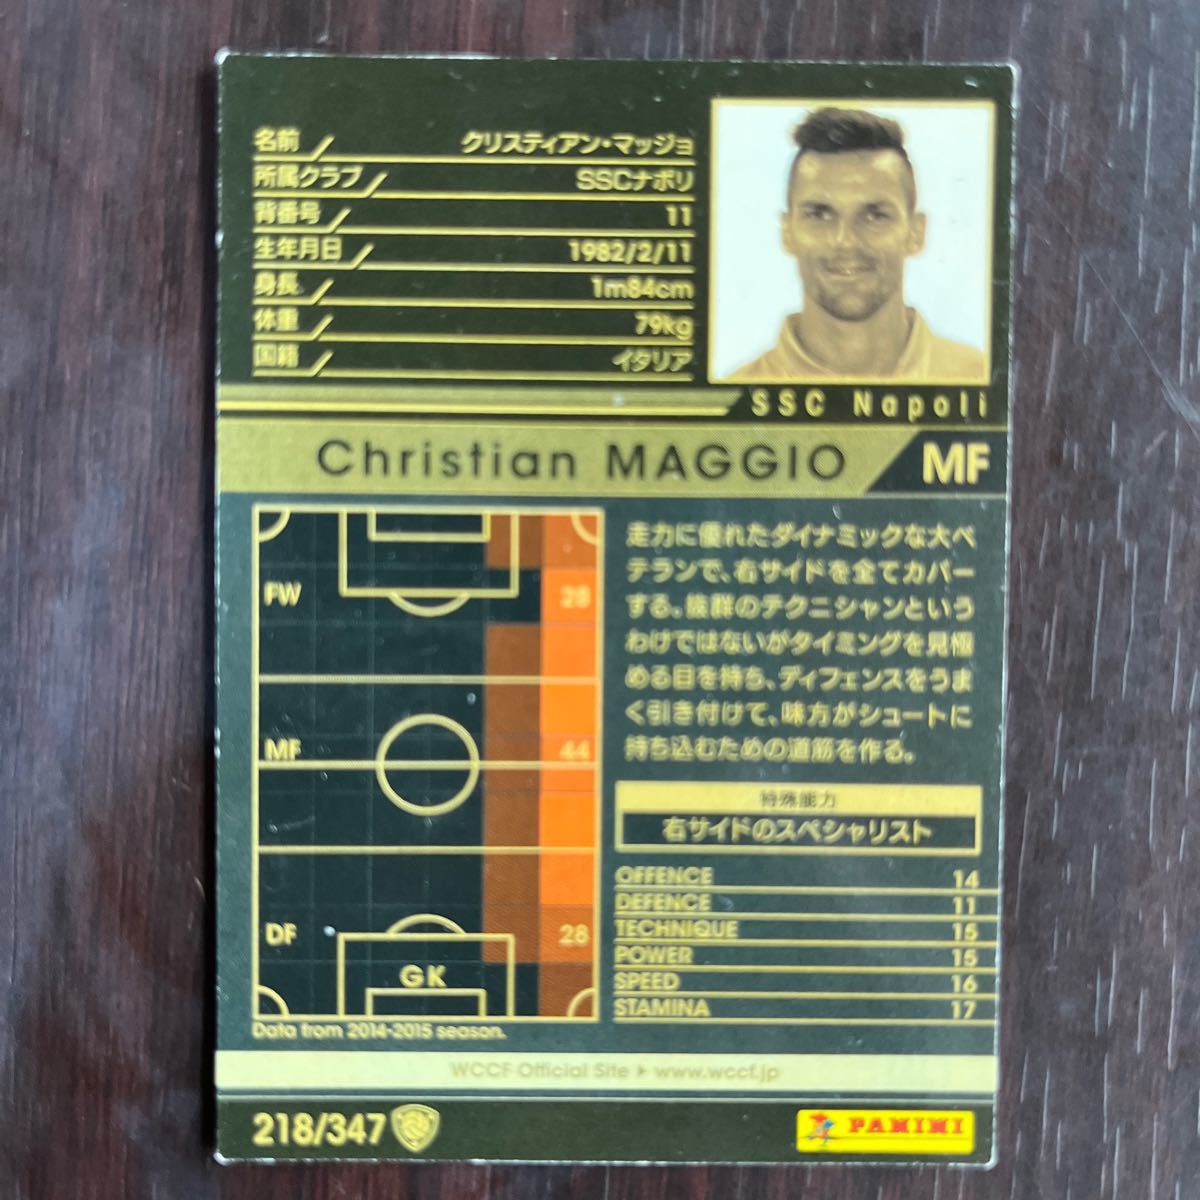 名前 クリスティアン・マッジョ
所属クラブ SSCナポリ
背番号 11
生年月日 1982/2/11
身長 1m84cm
体重 79kg
国籍 イタリア
SSC Napoli
Christian MAGGIO MF
FW 28
MF 44
DF 28
GK
Data from 2014-2015 season.
走力に優れたダイナミックな大ベ
テランで、右サイドを全てカバー
する。抜群のテクニシャンという
わけではないがタイミングを見極
める目を持ち、ディフェンスをうま
く引き付けて、味方がシュートに
持ち込むための道筋を作る。
特殊能力
右サイドのスペシャリスト
OFFENCE 14
DEFENCE 11
TECHNIQUE 15
POWER 15
SPEED 16
STAMINA 17
WCCF Official Site ▶ www.wccf.jp
218/347
PANINI